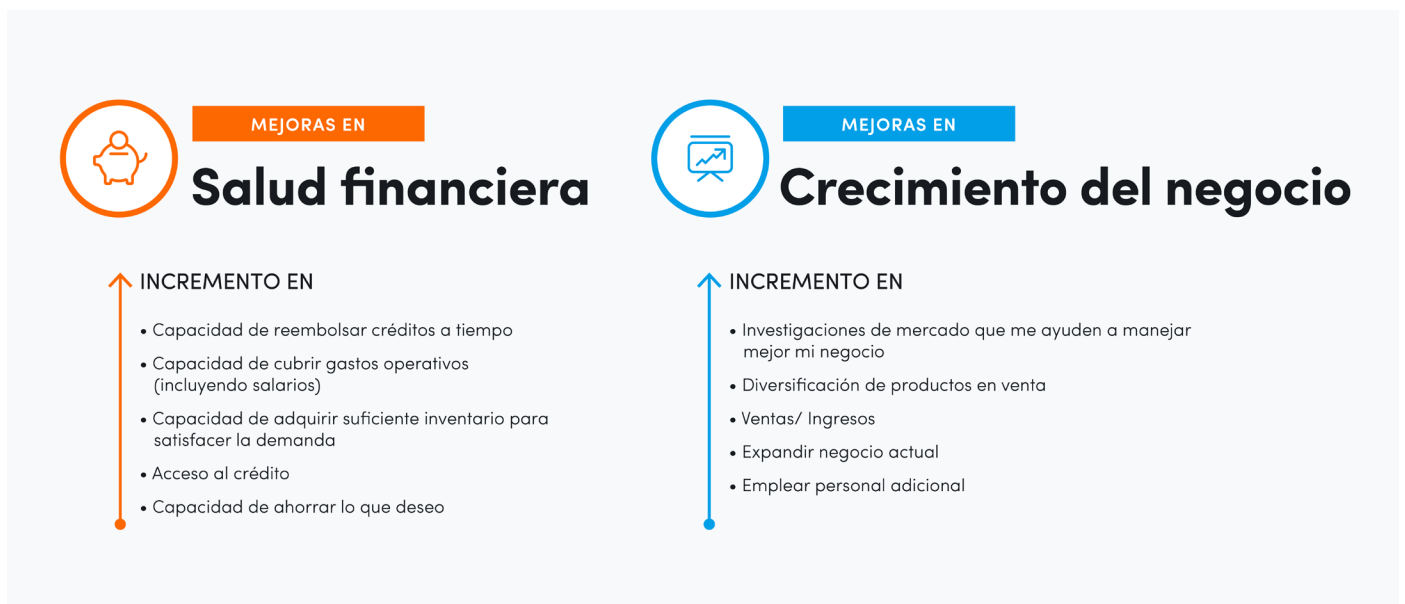 MEJORAS EN
Salud financiera
INCREMENTO EN
• Capacidad de reembolsar créditos a tiempo
• Capacidad de cubrir gastos operativos
(incluyendo salarios)
• Capacidad de adquirir suficiente inventario para
satisfacer la demanda
• Acceso al crédito
• Capacidad de ahorrar lo que deseo
MEJORAS EN
Crecimiento del negocio
INCREMENTO EN
• Investigaciones de mercado que me ayuden a manejar
mejor mi negocio
• Diversificación de productos en venta
• Ventas/ Ingresos
• Expandir negocio actual
• Emplear personal adicional